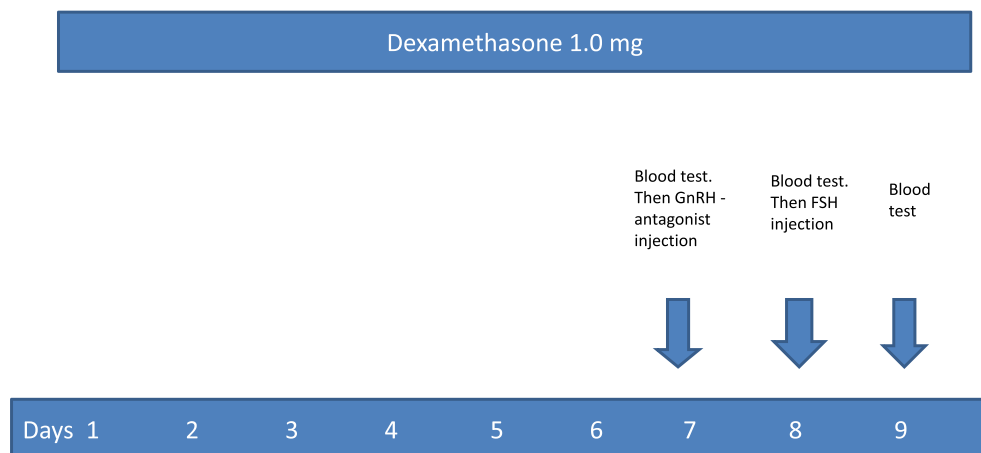 Dexamethasone 1.0 mg
Blood test.
Then GnRH -
antagonist
injection
Blood test.
Then FSH
injection
Blood
test
Days 1 2 3 4 5 6 7 8 9